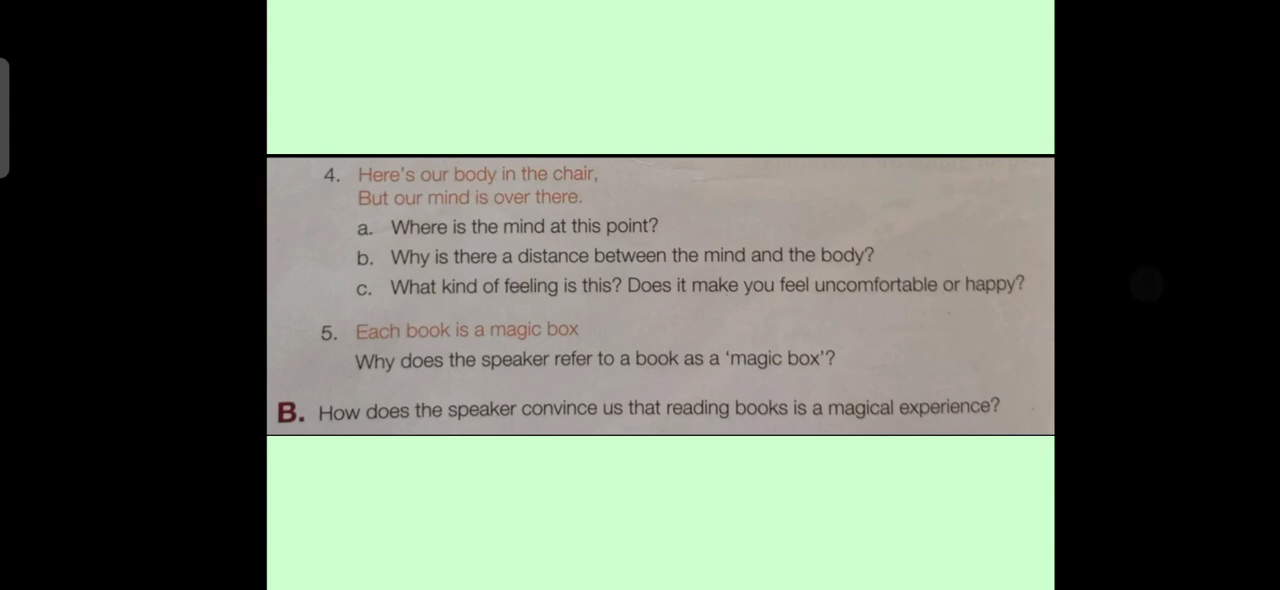 4. Here's our body in the chair,
But our mind is over there.
a. Where is the mind at this point?
b. Why is there a distance between the mind and the body?
c. What kind of feeling is this? Does it make you feel uncomfortable or happy?
5. Each book is a magic box
Why does the speaker refer to a book as a 'magic box'?
B. How does the speaker convince us that reading books is a magical experience?